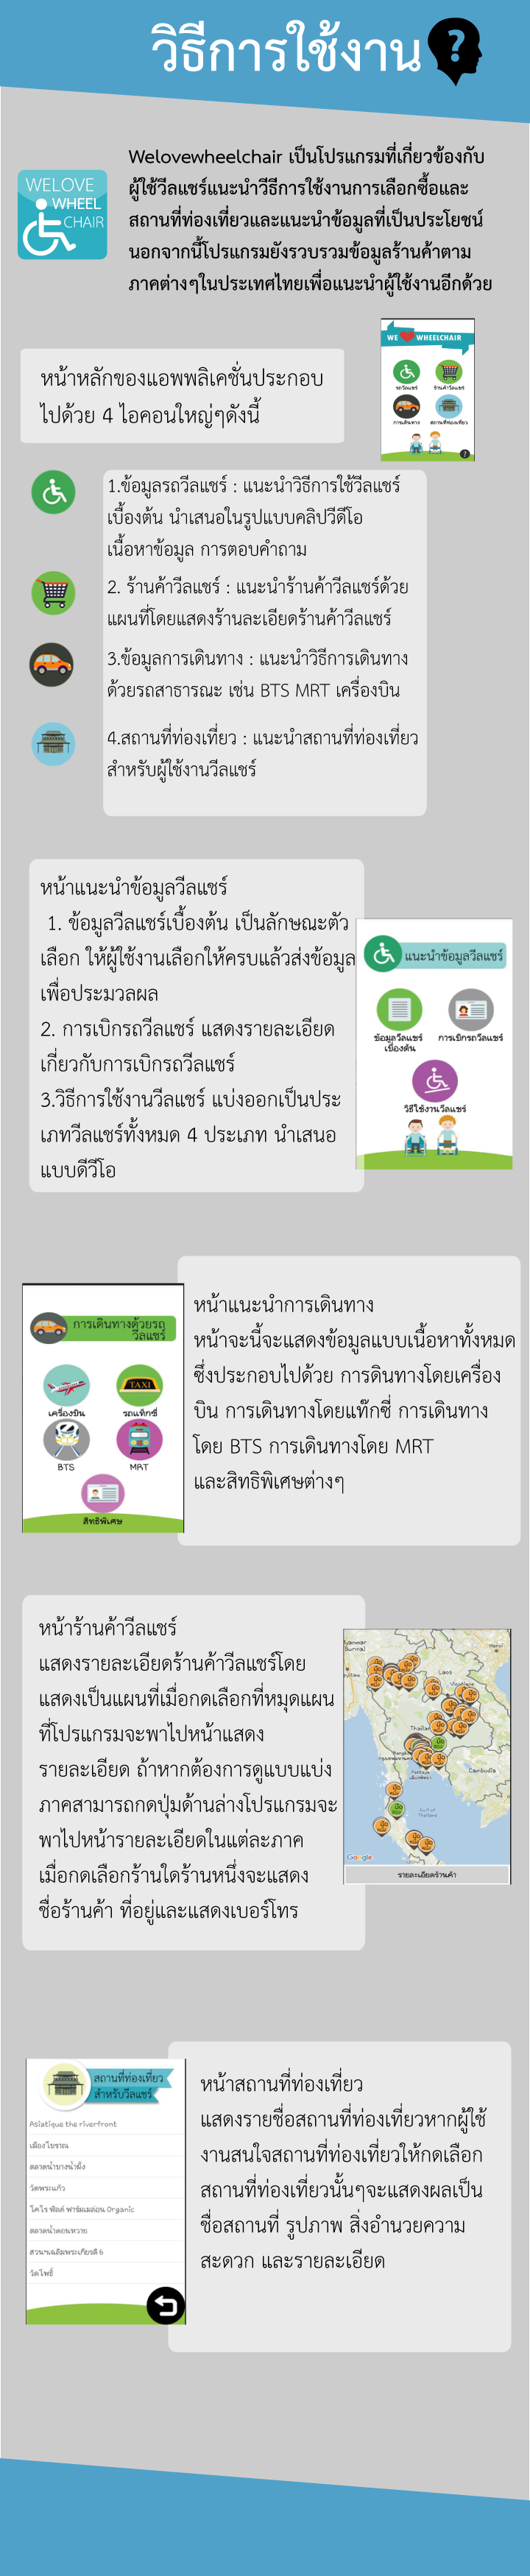 วิธีการใช้งาน
?
WELOVE
WHEEL
CHAIR
Welovewheelchair เป็นโปรแกรมที่เกี่ยวข้องกับ
ผู้ใช้วีลแชร์แนะนำวีธีการใช้งานการเลือกซื้อและ
สถานที่ท่องเที่ยวและแนะนำข้อมูลที่เป็นประโยชน์
นอกจากนี้โปรแกรมยังรวบรวมข้อมูลร้านค้าตาม
ภาคต่างๆในประเทศไทยเพื่อแนะนำผู้ใช้งานอีกด้วย
หน้าหลักของแอพพลิเคชั่นประกอบ
ไปด้วย 4 ไอคอนใหญ่ๆดังนี้
WE WHEELCHAIR
รถวีลแชร์
ร้านค้าวีลแชร์
การเดินทาง
สถานที่ท่องเที่ยว
?
1.ข้อมูลรถวีลแชร์ : แนะนำวิธีการใช้วีลแชร์
เบื้องต้น นำเสนอในรูปแบบคลิปวีดีโอ
เนื้อหาข้อมูล การตอบคำถาม
2. ร้านค้าวีลแชร์ : แนะนำร้านค้าวีลแชร์ด้วย
แผนที่โดยแสดงร้านละเอียดร้านค้าวีลแชร์
3.ข้อมูลการเดินทาง : แนะนำวิธีการเดินทาง
ด้วยรถสาธารณะ เช่น BTS MRT เครื่องบิน
4.สถานที่ท่องเที่ยว : แนะนำสถานที่ท่องเที่ยว
สำหรับผู้ใช้งานวีลแชร์
หน้าแนะนำข้อมูลวีลแชร์
1. ข้อมูลวีลแชร์เบื้องต้น เป็นลักษณะตัว
เลือก ให้ผู้ใช้งานเลือกให้ครบแล้วส่งข้อมูล
เพื่อประมวลผล
2. การเบิกรถวีลแชร์ แสดงรายละเอียด
เกี่ยวกับการเบิกรถวีลแชร์
3.วิธีการใช้งานวีลแชร์ แบ่งออกเป็นประ
เภทวีลแชร์ทั้งหมด 4 ประเภท นำเสนอ
แบบดีวีโอ
แนะนำข้อมูลวีลแชร์
ข้อมูลวีลแชร์
เบื้องต้น
การเบิกรถวีลแชร์
วิธีใช้งานวีลแชร์
การเดินทางด้วยรถ
วีลแชร์
TAXI
เครื่องบิน
รถแท็กซี่
BTS
MRT
สิทธิพิเศษ
หน้าแนะนำการเดินทาง
หน้าจะนี้จะแสดงข้อมูลแบบเนื้อหาทั้งหมด
ซึ่งประกอบไปด้วย การดินทางโดยเครื่อง
บิน การเดินทางโดยแท๊กซี่ การเดินทาง
โดย BTS การเดินทางโดย MRT
และสิทธิพิเศษต่างๆ
หน้าร้านค้าวีลแชร์
แสดงรายละเอียดร้านค้าวีลแชร์โดย
แสดงเป็นแผนที่เมื่อกดเลือกที่หมุดแผน
ที่โปรแกรมจะพาไปหน้าแสดง
รายละเอียด ถ้าหากต้องการดูแบบแบ่ง
ภาคสามารถกดปุ่มด้านล่างโปรแกรมจะ
พาไปหน้ารายละเอียดในแต่ละภาค
เมื่อกดเลือกร้านใดร้านหนึ่งจะแสดง
ชื่อร้านค้า ที่อยู่และแสดงเบอร์โทร
Laos
Cambodia
Gulf of
Thailand
Google
รายละเอียดร้านค้า
สถานที่ท่องเที่ยว
สำหรับวีลแชร์
Asiatique the riverfront
เมืองโบราณ
ตลาดน้ำบางน้ำผึ้ง
วัดพระแก้ว
โคโร ฟิลด์ ฟาร์มเมล่อน Organic
ตลาดน้ำดอนหวาย
สวนฯเฉลิมพระเกียรติ 6
วัดโพธิ์
หน้าสถานที่ท่องเที่ยว
แสดงรายชื่อสถานที่ท่องเที่ยวหากผู้ใช้
งานสนใจสถานที่ท่องเที่ยวให้กดเลือก
สถานที่ท่องเที่ยวนั้นๆจะแสดงผลเป็น
ชื่อสถานที่ รูปภาพ สิ่งอำนวยความ
สะดวก และรายละเอียด